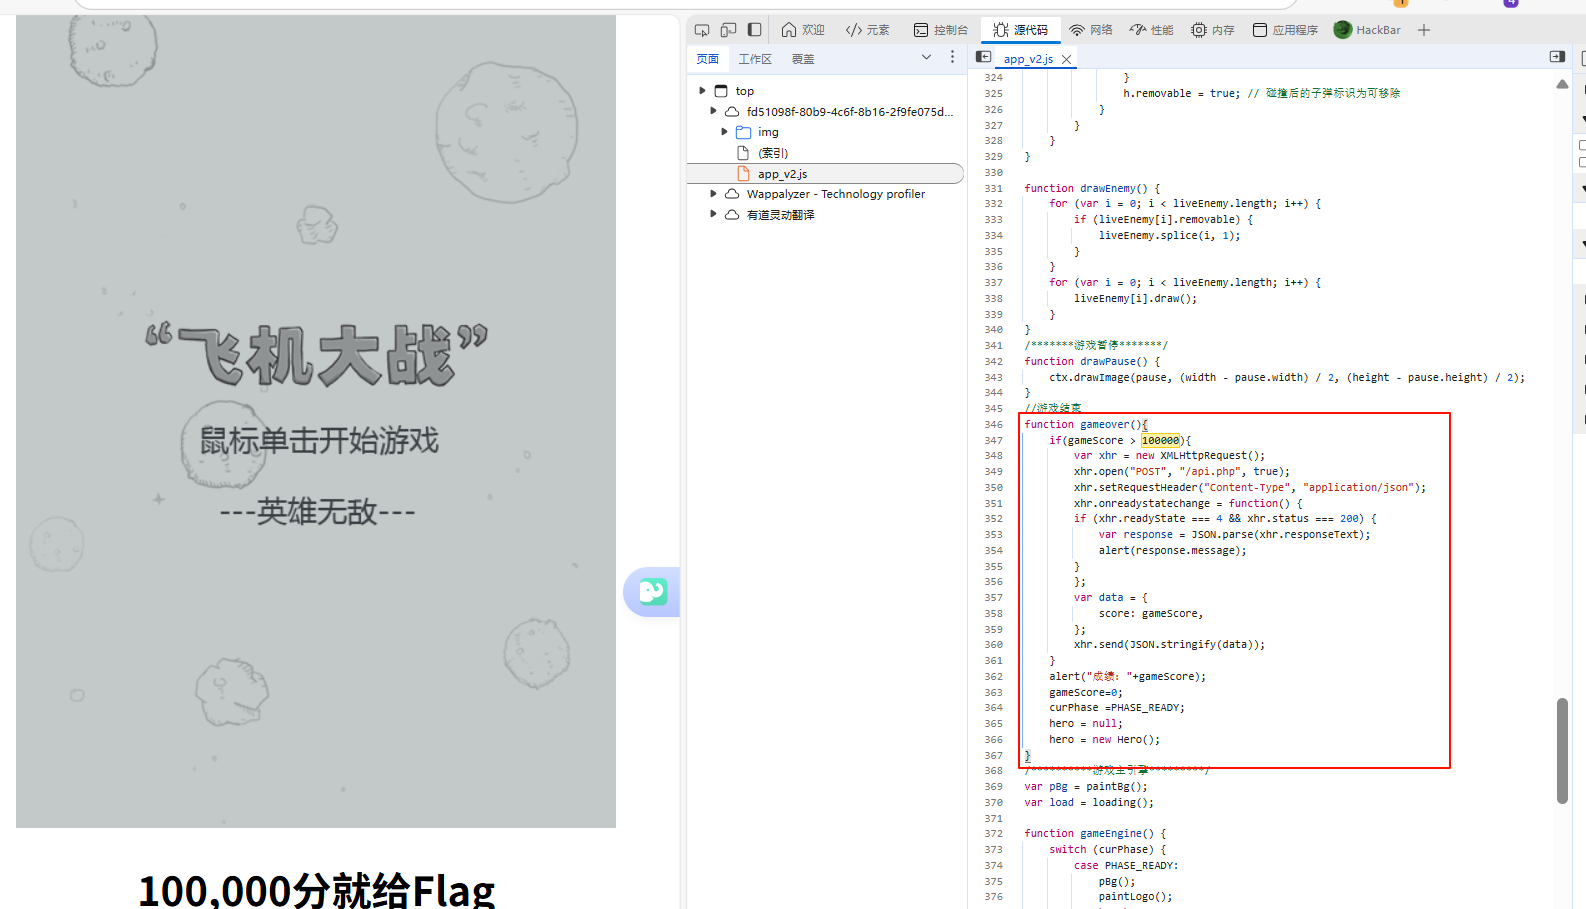 “飞机大战”
鼠标单击开始游戏
---英雄无敌---
100,000分就给Flag
欢迎
元素
控制台
源代码
网络
性能
内存
应用程序
HackBar
页面
工作区
覆盖
app_v2.js
top
fd51098f-80b9-4c6f-8b16-2f9fe075d...
img
(索引)
app_v2.js
Wappalyzer - Technology profiler
有道灵动翻译
324 }
325 h.removable = true; // 碰撞后的子弹标识为可移除
326 }
327 }
328 }
329 }
330
331 function drawEnemy() {
332 for (var i = 0; i < liveEnemy.length; i++) {
333 if (liveEnemy[i].removable) {
334 liveEnemy.splice(i, 1);
335 }
336 }
337 for (var i = 0; i < liveEnemy.length; i++) {
338 liveEnemy[i].draw();
339 }
340 }
341 /*******游戏暂停*******/
342 function drawPause() {
343 ctx.drawImage(pause, (width - pause.width) / 2, (height - pause.height) / 2);
344 }
345 //游戏结束
346 function gameover(){
347 if(gameScore > 100000){
348 var xhr = new XMLHttpRequest();
349 xhr.open("POST", "/api.php", true);
350 xhr.setRequestHeader("Content-Type", "application/json");
351 xhr.onreadystatechange = function() {
352 if (xhr.readyState === 4 && xhr.status === 200) {
353 var response = JSON.parse(xhr.responseText);
354 alert(response.message);
355 }
356 };
357 var data = {
358 score: gameScore,
359 };
360 xhr.send(JSON.stringify(data));
361 }
362 alert("成绩: "+gameScore);
363 gameScore=0;
364 curPhase =PHASE_READY;
365 hero = null;
366 hero = new Hero();
367 }
368 /**********游戏主引擎*********/
369 var pBg = paintBg();
370 var load = loading();
371
372 function gameEngine() {
373 switch (curPhase) {
374 case PHASE_READY:
375 pBg();
376 paintLogo();